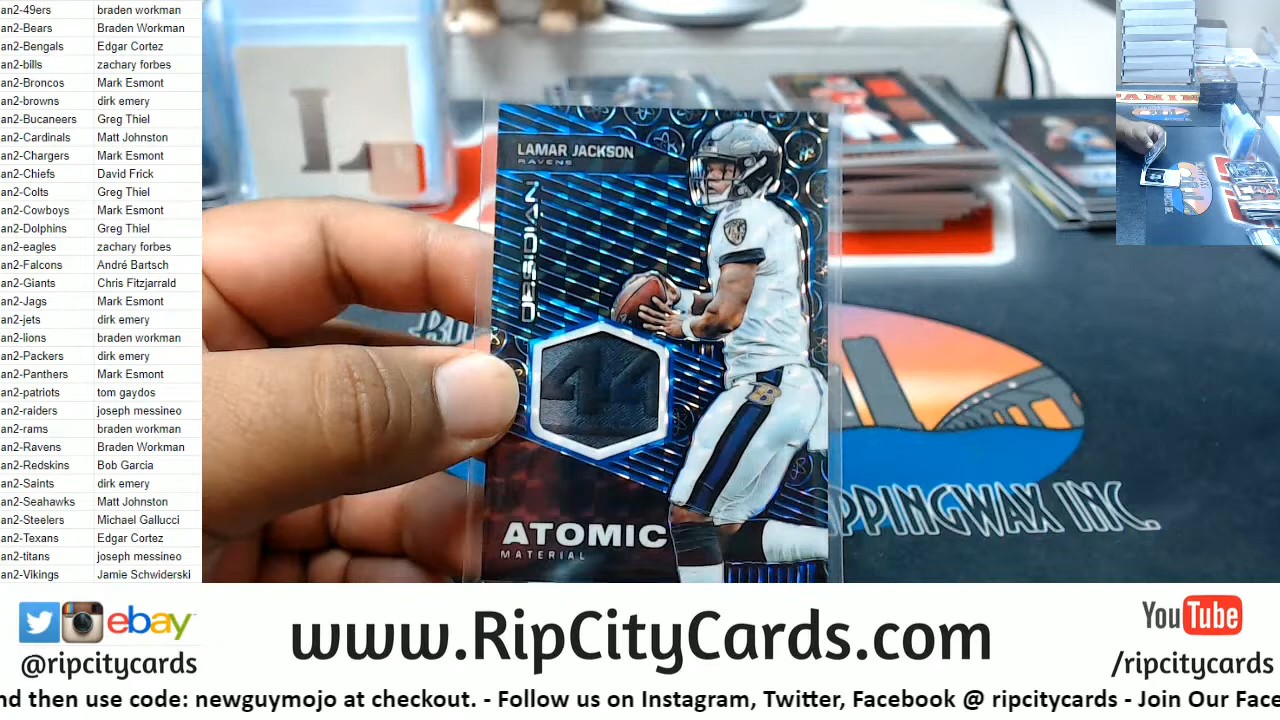 an2-49ers braden workman
an2-Bears Braden Workman
an2-Bengals Edgar Cortez
an2-bills zachary forbes
an2-Broncos Mark Esmont
an2-browns dirk emery
an2-Bucaneers Greg Thiel
an2-Cardinals Matt Johnston
an2-Chargers Mark Esmont
an2-Chiefs David Frick
an2-Colts Greg Thiel
an2-Cowboys Mark Esmont
an2-Dolphins Greg Thiel
an2-eagles zachary forbes
an2-Falcons André Bartsch
an2-Giants Chris Fitzjarrald
an2-Jags Mark Esmont
an2-jets dirk emery
an2-lions braden workman
an2-Packers dirk emery
an2-Panthers Mark Esmont
an2-patriots tom gaydos
an2-raiders joseph messineo
an2-rams braden workman
an2-Ravens Braden Workman
an2-Redskins Bob Garcia
an2-Saints dirk emery
an2-Seahawks Matt Johnston
an2-Steelers Michael Gallucci
an2-Texans Edgar Cortez
an2-titans joseph messineo
an2-Vikings Jamie Schwiderski
L
LAMAR JACKSON
RAVENS
OBSIDIAN
44
B
ATOMIC
MATERIAL
PPINGWAX INC.
PANINI
ebay
@ripcitycards
www.RipCityCards.com
YouTube
/ripcitycards
nd then use code: newguymojo at checkout. - Follow us on Instagram, Twitter, Facebook @ ripcitycards - Join Our Face